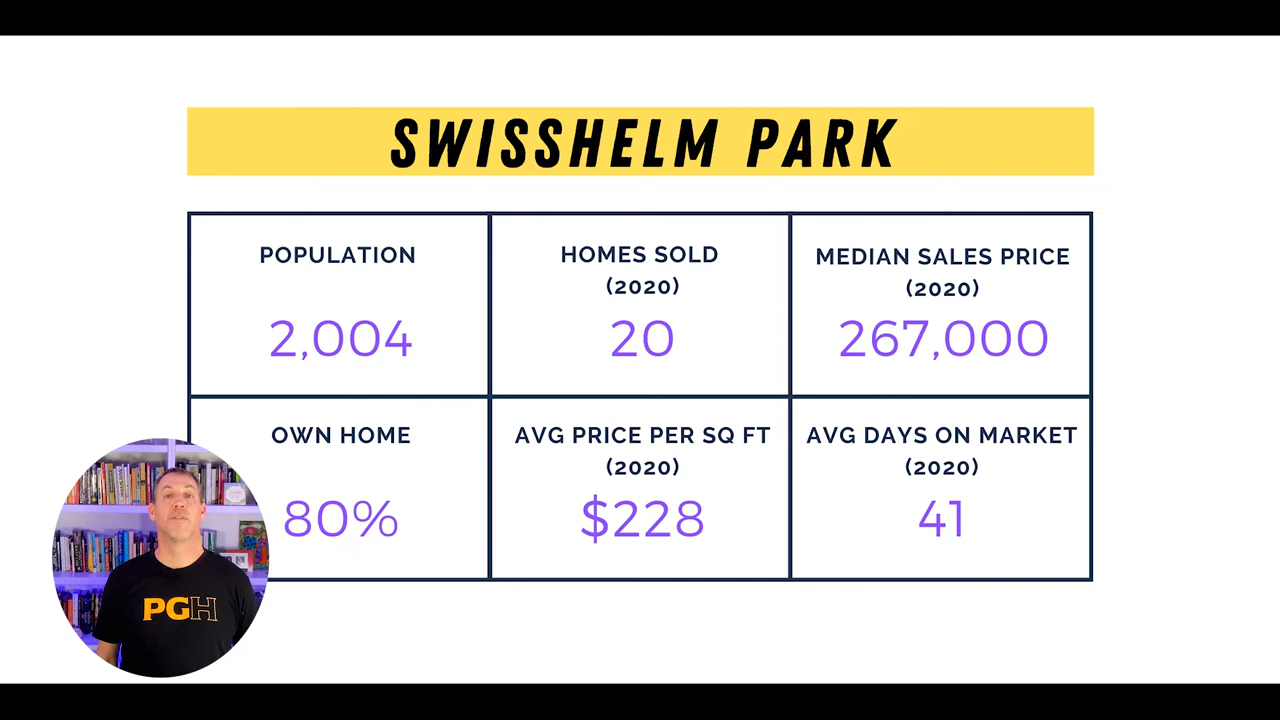 SWISSHELM PARK
POPULATION
2,004
HOMES SOLD
(2020)
20
MEDIAN SALES PRICE
(2020)
267,000
OWN HOME
80%
AVG PRICE PER SQ FT
(2020)
$228
AVG DAYS ON MARKET
(2020)
41
PGH